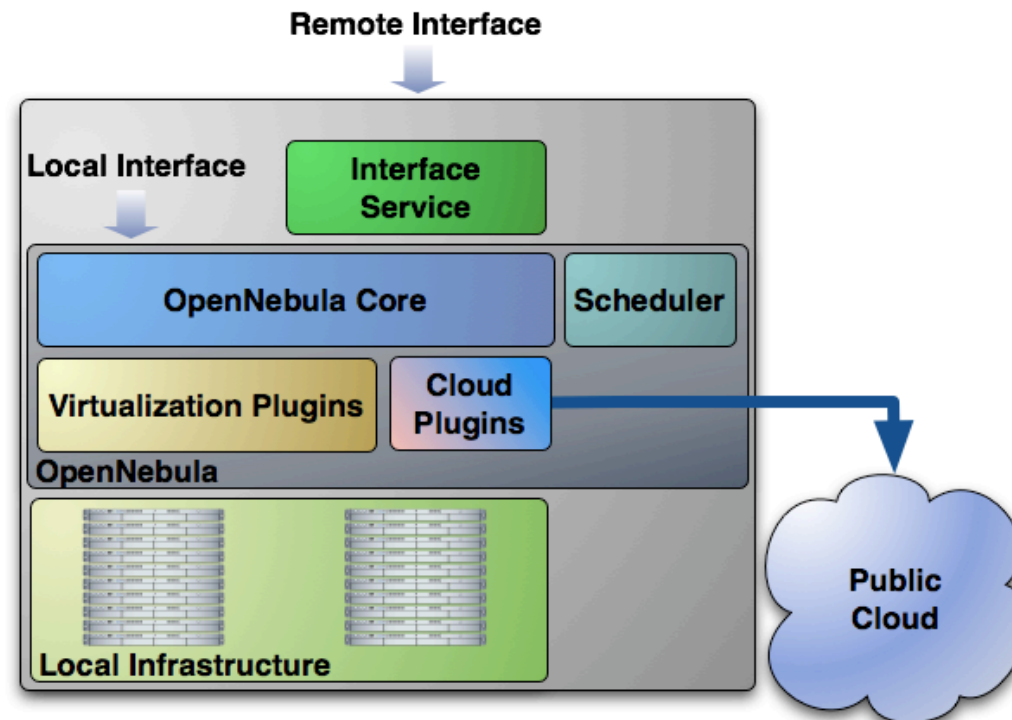 Remote Interface
Local Interface
Interface
Service
OpenNebula Core
Scheduler
Virtualization Plugins
Cloud
Plugins
OpenNebula
Local Infrastructure
Public
Cloud